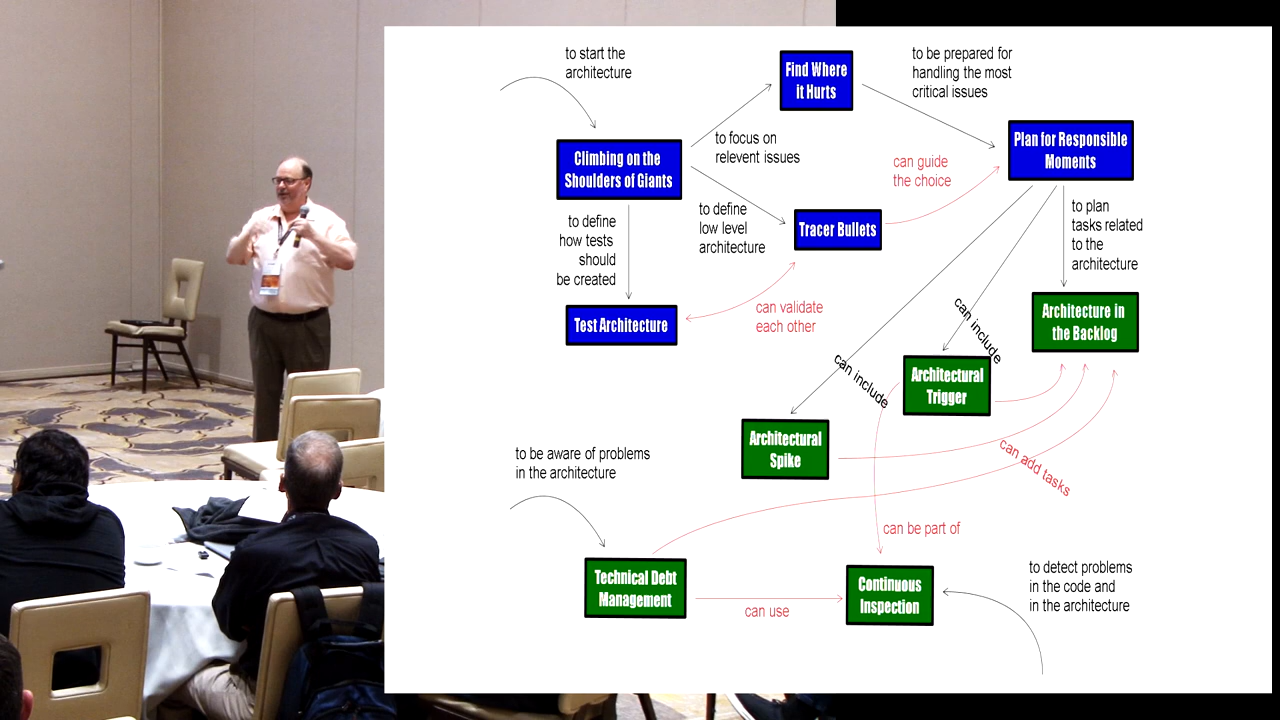 to start the
architecture
Find Where
it Hurts
to be prepared for
handling the most
critical issues
Climbing on the
Shoulders of Giants
to focus on
relevent issues
can guide
the choice
Plan for Responsible
Moments
to define
how tests
should
be created
to define
low level
architecture
Tracer Bullets
to plan
tasks related
to the
architecture
Test Architecture
can validate
each other
can include
can include
Architecture in
the Backlog
Architectural
Trigger
Architectural
Spike
can add tasks
to be aware of problems
in the architecture
can be part of
Technical Debt
Management
can use
Continuous
Inspection
to detect problems
in the code and
in the architecture